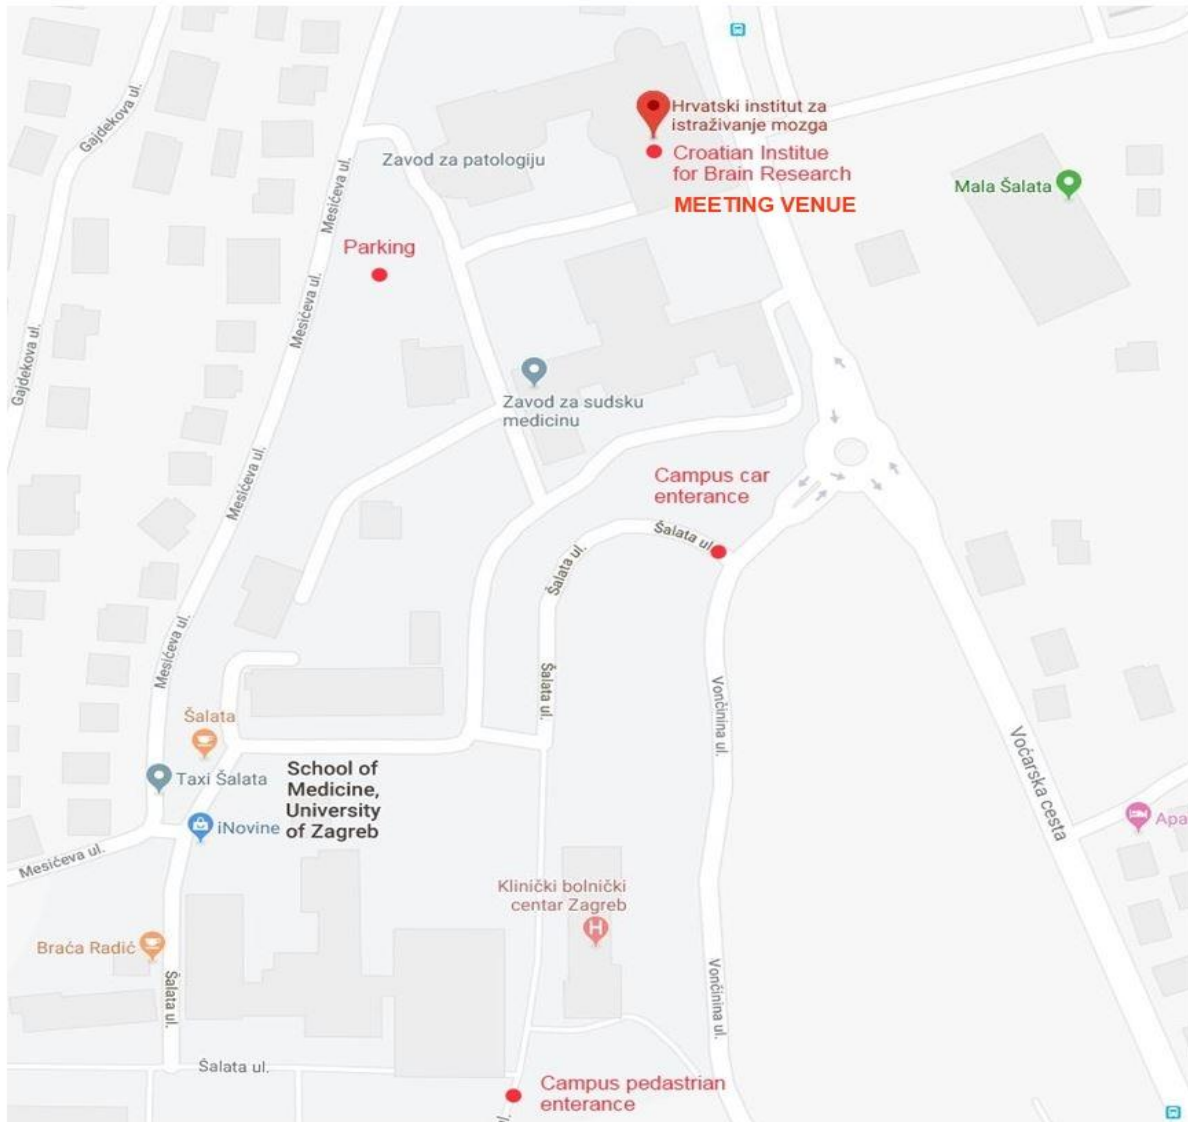 Gajdekova ul.
Mesićeva ul.
Hrvatski institut za
istraživanje mozga
Croatian Institue
for Brain Research
MEETING VENUE
Zavod za patologiju
Mala Šalata
Parking
Mesićeva ul.
Gajdekova ul.
Zavod za sudsku
medicinu
Mesićeva ul.
Campus car
enterance
Šalata ul.
Šalata ul.
Mesićeva ul.
Šalata ul.
Vončinina ul.
Šalata
Taxi Šalata
School of
Medicine,
University
of Zagreb
iNovine
Voćarska cesta
Apa
Mesićeva ul.
Klinički bolnički
centar Zagreb
H
Braća Radić
Šalata ul.
Vončinina ul.
Šalata ul.
Campus pedastrian
enterance
ul.